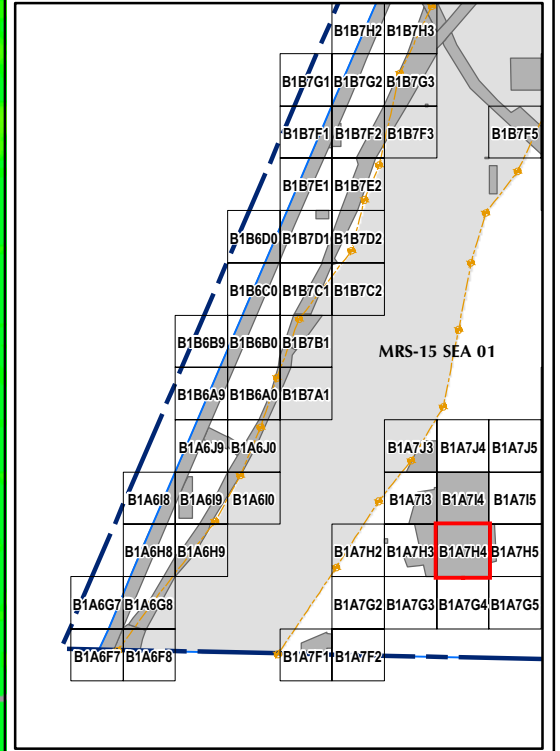 B1B7H2 B1B7H3
B1B7G1 B1B7G2 B1B7G3
B1B7F1 B1B7F2 B1B7F3 B1B7F5
B1B7E1 B1B7E2
B1B6D0 B1B7D1 B1B7D2
B1B6C0 B1B7C1 B1B7C2
B1B6B9 B1B6B0 B1B7B1
MRS-15 SEA 01
B1B6A9 B1B6A0 B1B7A1
B1A6J9 B1A6J0 B1A7J3 B1A7J4 B1A7J5
B1A6I8 B1A6I9 B1A6I0 B1A7I3 B1A7I4 B1A7I5
B1A6H8 B1A6H9 B1A7H2 B1A7H3 B1A7H4 B1A7H5
B1A6G7 B1A6G8 B1A7G2 B1A7G3 B1A7G4 B1A7G5
B1A6F7 B1A6F8 B1A7F1 B1A7F2